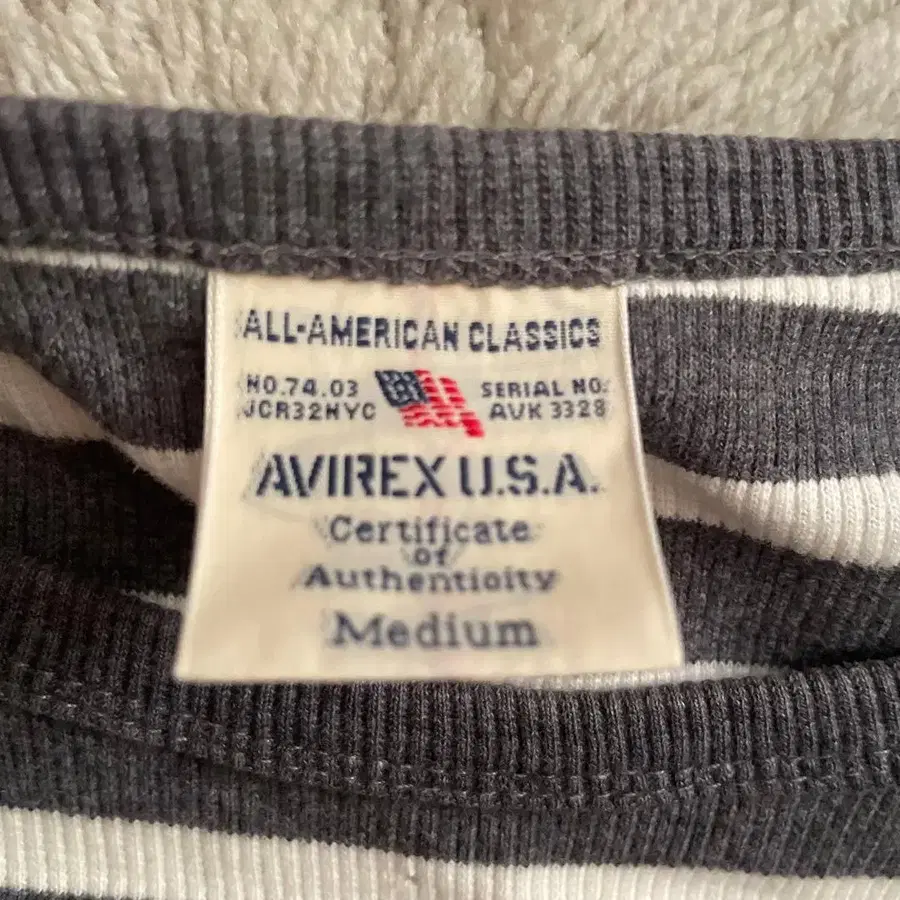 ALL-AMERICAN CLASSICS
NO.74.03 SERIAL NO.
JCR32NYC AVK 3328
AVIREX U.S.A.
Certificate
of
Authenticity
Medium